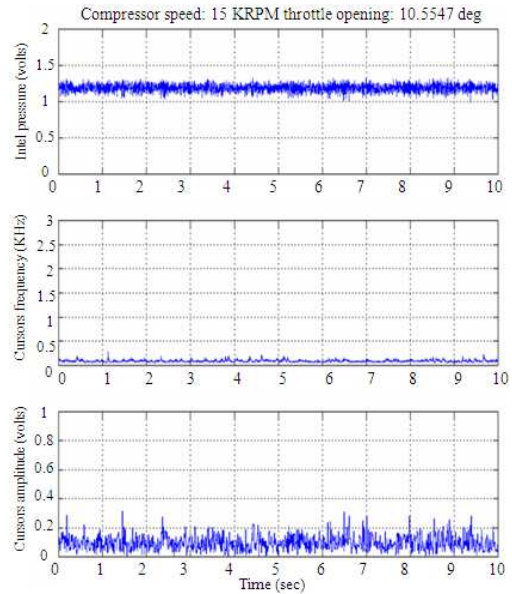 Compressor speed: 15 KRPM throttle opening: 10.5547 deg
Intel pressure (volts)
2
1.5
1
0.5
0
0 1 2 3 4 5 6 7 8 9 10
Cursors frequency (KHz)
3
2.5
2
1.5
1
0.5
0
0 1 2 3 4 5 6 7 8 9 10
Cursors amplitude (volts)
1
0.8
0.6
0.4
0.2
0
0 1 2 3 4 5 6 7 8 9 10
Time (sec)